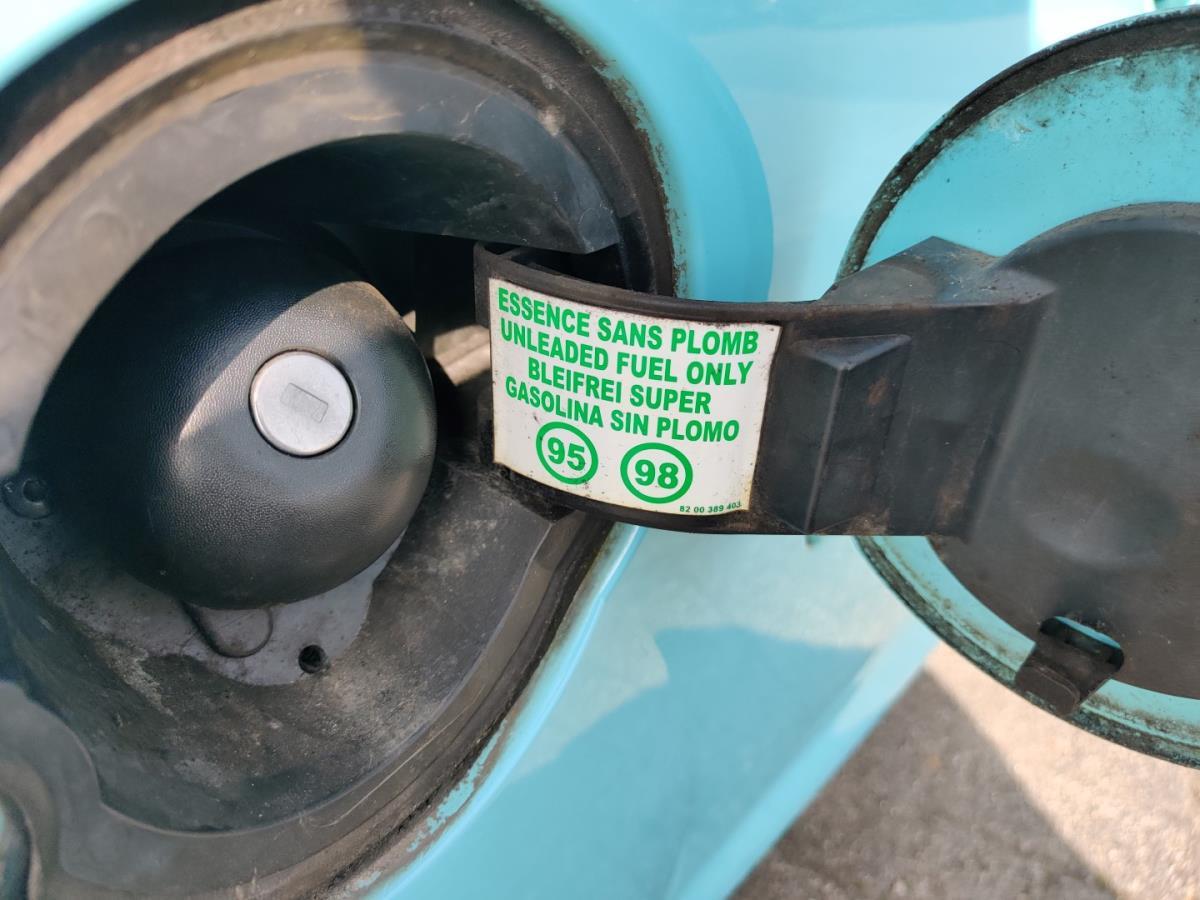 ESSENCE SANS PLOMB
UNLEADED FUEL ONLY
BLEIFREI SUPER
GASOLINA SIN PLOMO
95 98
82 00 389 403